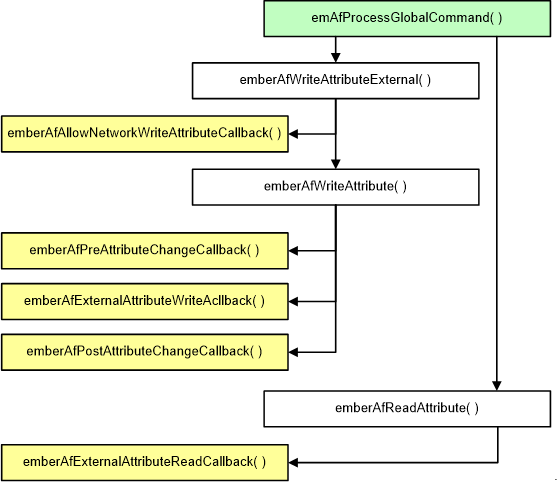 emAfProcessGlobalCommand( )
emberAfWriteAttributeExternal( )
emberAfAllowNetworkWriteAttributeCallback( )
emberAfWriteAttribute( )
emberAfPreAttributeChangeCallback( )
emberAfExternalAttributeWriteAcllback( )
emberAfPostAttributeChangeCallback( )
emberAfReadAttribute( )
emberAfExternalAttributeReadCallback( )